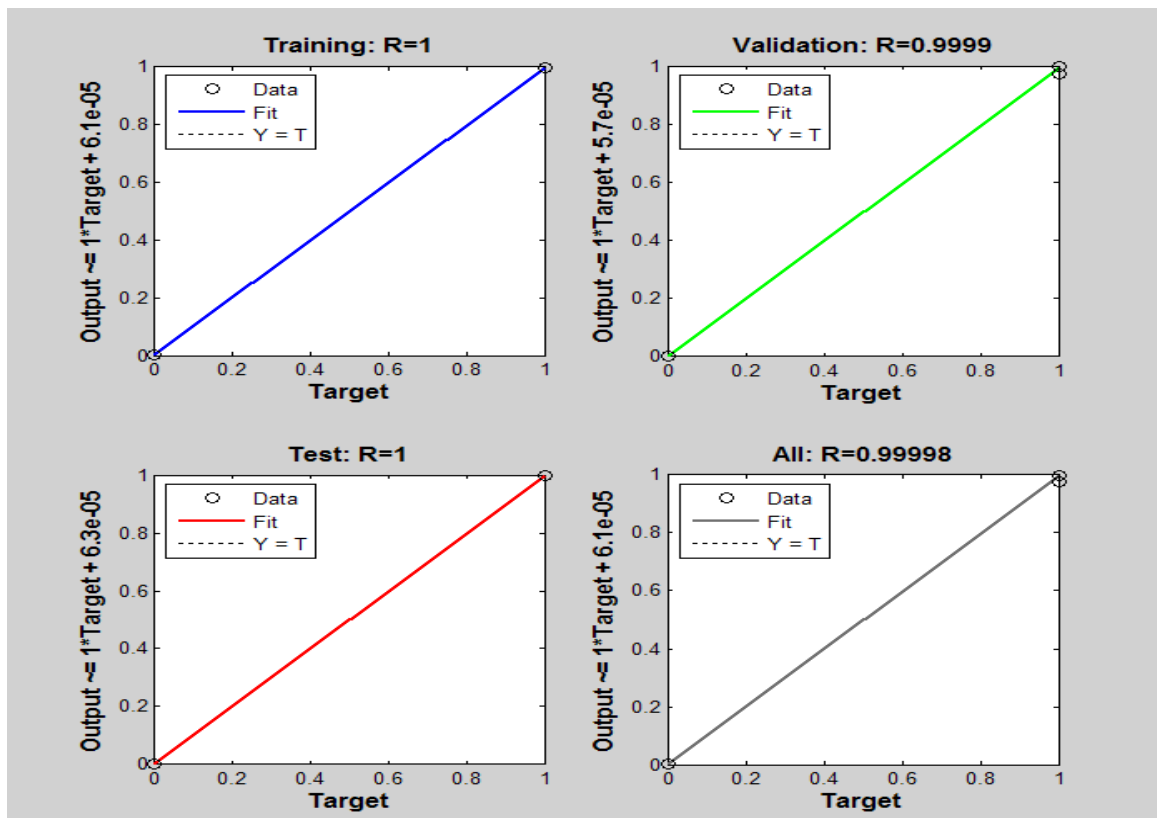 Training: R=1
Output ~= 1*Target + 6.1e-05
1
0.8
0.6
0.4
0.2
0
Data
Fit
Y = T
0 0.2 0.4 0.6 0.8 1
Target
Validation: R=0.9999
Output ~= 1*Target + 5.7e-05
1
0.8
0.6
0.4
0.2
0
Data
Fit
Y = T
0 0.2 0.4 0.6 0.8 1
Target
Test: R=1
Output ~= 1*Target + 6.3e-05
1
0.8
0.6
0.4
0.2
0
Data
Fit
Y = T
0 0.2 0.4 0.6 0.8 1
Target
All: R=0.99998
Output ~= 1*Target + 6.1e-05
1
0.8
0.6
0.4
0.2
0
Data
Fit
Y = T
0 0.2 0.4 0.6 0.8 1
Target